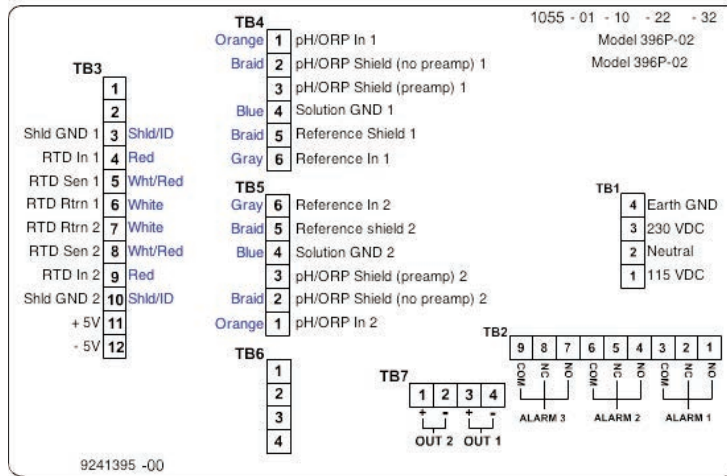 1055 - 01 - 10 - 22 - 32
Model 396P-02
Model 396P-02
TB4
Orange 1 pH/ORP In 1
Braid 2 pH/ORP Shield (no preamp) 1
3 pH/ORP Shield (preamp) 1
Blue 4 Solution GND 1
Braid 5 Reference Shield 1
Gray 6 Reference In 1
TB3
1
2
Shld GND 1 3 Shld/ID
RTD In 1 4 Red
RTD Sen 1 5 Wht/Red
RTD Rtrn 1 6 White
RTD Rtrn 2 7 White
RTD Sen 2 8 Wht/Red
RTD In 2 9 Red
Shld GND 2 10 Shld/ID
+ 5V 11
- 5V 12
TB5
Gray 6 Reference In 2
Braid 5 Reference shield 2
Blue 4 Solution GND 2
3 pH/ORP Shield (preamp) 2
Braid 2 pH/ORP Shield (no preamp) 2
Orange 1 pH/ORP In 2
TB1
4 Earth GND
3 230 VDC
2 Neutral
1 115 VDC
TB6
1
2
3
4
TB7
1 2 3 4
+ - + -
OUT 2 OUT 1
TB2
9 8 7 6 5 4 3 2 1
COM NC NO COM NC NO COM NC NO
ALARM 3 ALARM 2 ALARM 1
9241395 -00